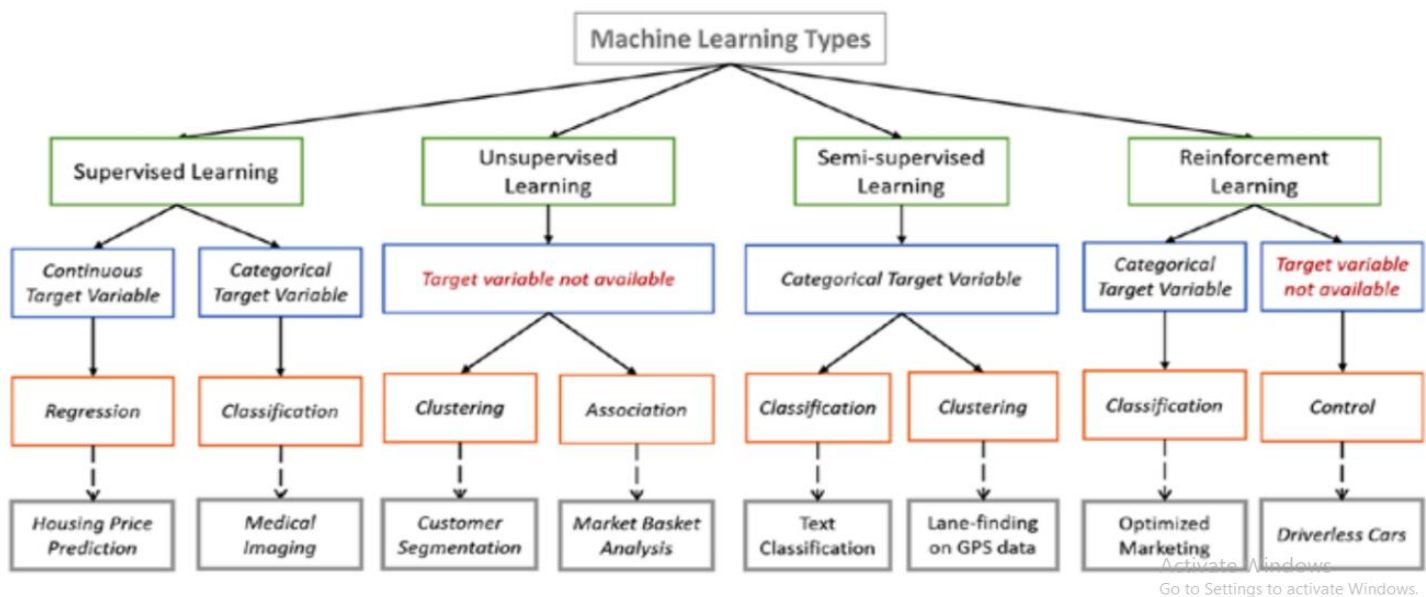 Machine Learning Types
Supervised Learning
Unsupervised
Learning
Semi-supervised
Learning
Reinforcement
Learning
Continuous
Target Variable
Categorical
Target Variable
Target variable not available
Categorical Target Variable
Categorical
Target Variable
Target variable
not available
Regression
Classification
Clustering
Association
Classification
Clustering
Classification
Control
Housing Price
Prediction
Medical
Imaging
Customer
Segmentation
Market Basket
Analysis
Text
Classification
Lane-finding
on GPS data
Optimized
Marketing
Driverless Cars
Activate Windows
Go to Settings to activate Windows.